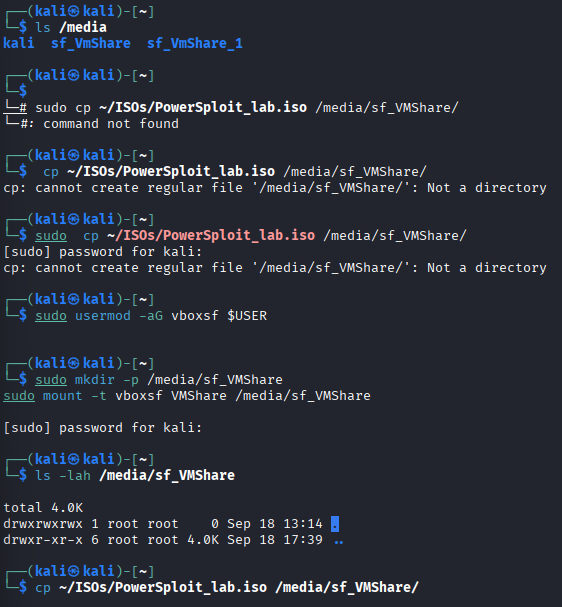 ┌──(kali㉿kali)-[~]
└─$ ls /media
kali  sf_VmShare  sf_VmShare_1
┌──(kali㉿kali)-[~]
└─$
└─# sudo cp ~/ISOs/PowerSploit_lab.iso /media/sf_VMShare/
└─#: command not found
┌──(kali㉿kali)-[~]
└─$  cp ~/ISOs/PowerSploit_lab.iso /media/sf_VMShare/
cp: cannot create regular file '/media/sf_VMShare/': Not a directory
┌──(kali㉿kali)-[~]
└─$ sudo  cp ~/ISOs/PowerSploit_lab.iso /media/sf_VMShare/
[sudo] password for kali:
cp: cannot create regular file '/media/sf_VMShare/': Not a directory
┌──(kali㉿kali)-[~]
└─$ sudo usermod -aG vboxsf $USER
┌──(kali㉿kali)-[~]
└─$ sudo mkdir -p /media/sf_VMShare
sudo mount -t vboxsf VMShare /media/sf_VMShare
[sudo] password for kali:
┌──(kali㉿kali)-[~]
└─$ ls -lah /media/sf_VMShare
total 4.0K
drwxrwxrwx 1 root root    0 Sep 18 13:14 .
drwxr-xr-x 6 root root 4.0K Sep 18 17:39 ..
┌──(kali㉿kali)-[~]
└─$ cp ~/ISOs/PowerSploit_lab.iso /media/sf_VMShare/